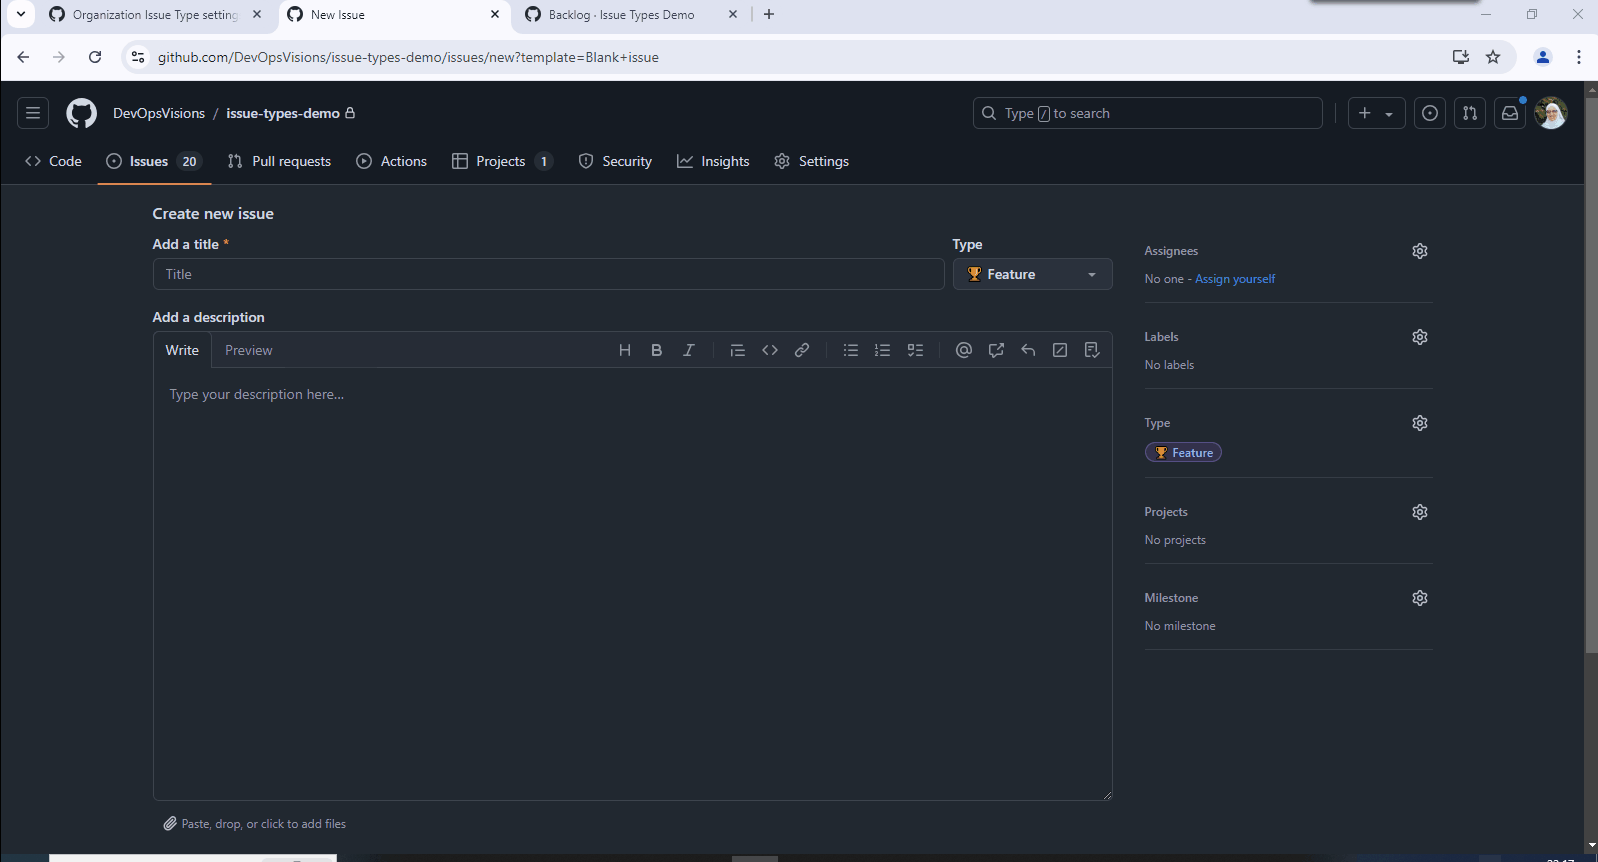 Organization Issue Type setting
New Issue
Backlog · Issue Types Demo
github.com/DevOpsVisions/issue-types-demo/issues/new?template=Blank+issue
DevOpsVisions / issue-types-demo
Type / to search
Code
Issues 20
Pull requests
Actions
Projects 1
Security
Insights
Settings
Create new issue
Add a title *
Type
Title
Feature
Add a description
Write
Preview
H B I
Type your description here...
Paste, drop, or click to add files
Assignees
No one - Assign yourself
Labels
No labels
Type
Feature
Projects
No projects
Milestone
No milestone